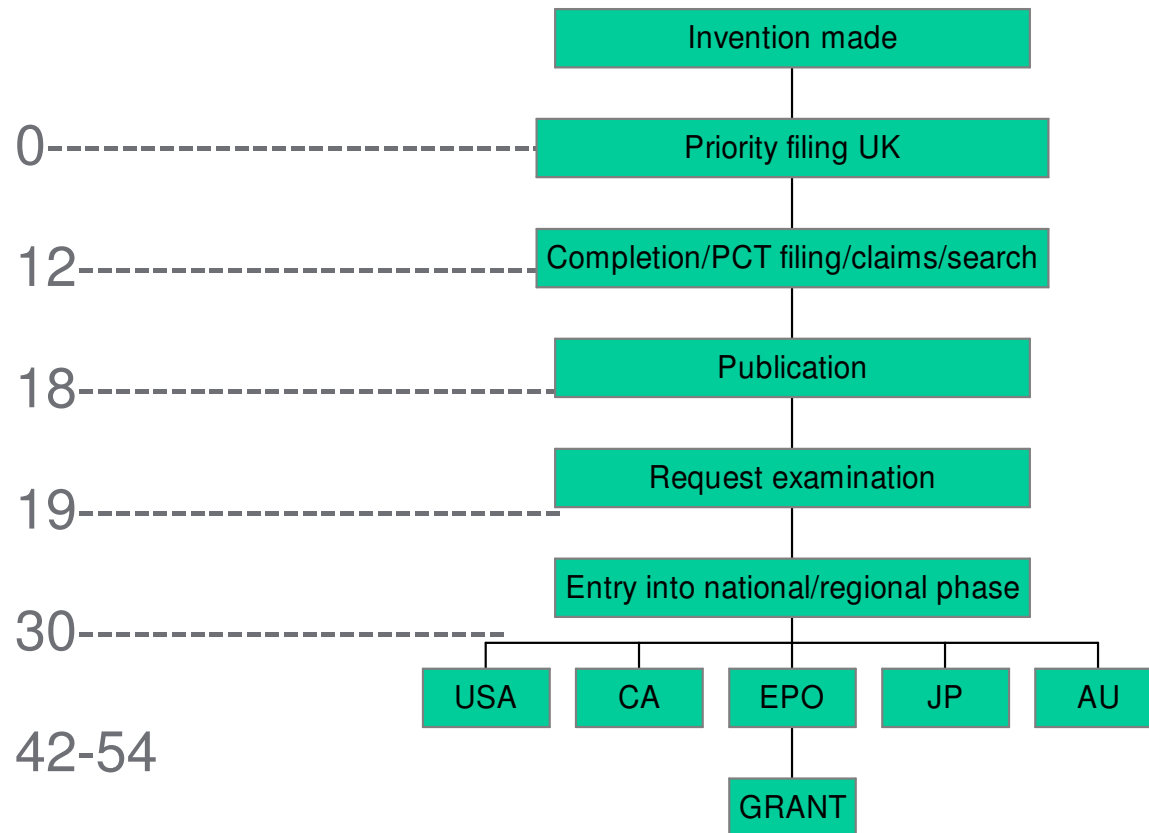 Invention made
0
Priority filing UK
12
Completion/PCT filing/claims/search
18
Publication
19
Request examination
Entry into national/regional phase
30
USA CA EPO JP AU
42-54
GRANT